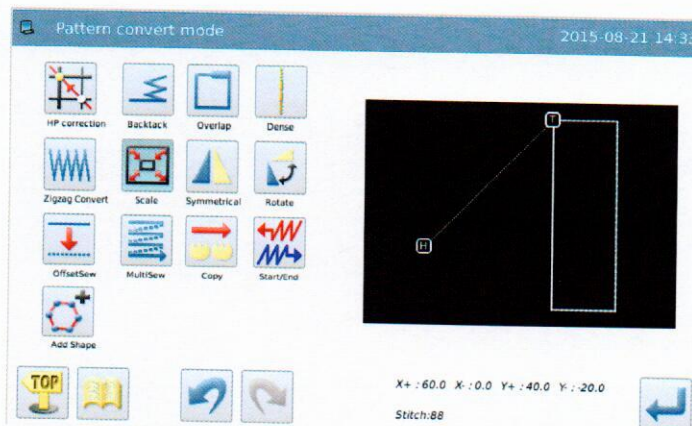 Pattern convert mode
2015-08-21 14:33
HP correction
Backtack
Overlap
Dense
Zigzag Convert
Scale
Symmetrical
Rotate
OffsetSew
MultiSew
Copy
Start/End
Add Shape
T
H
TOP
X+ :60.0 X- :0.0 Y+ :40.0 Y- :-20.0
Stitch:88